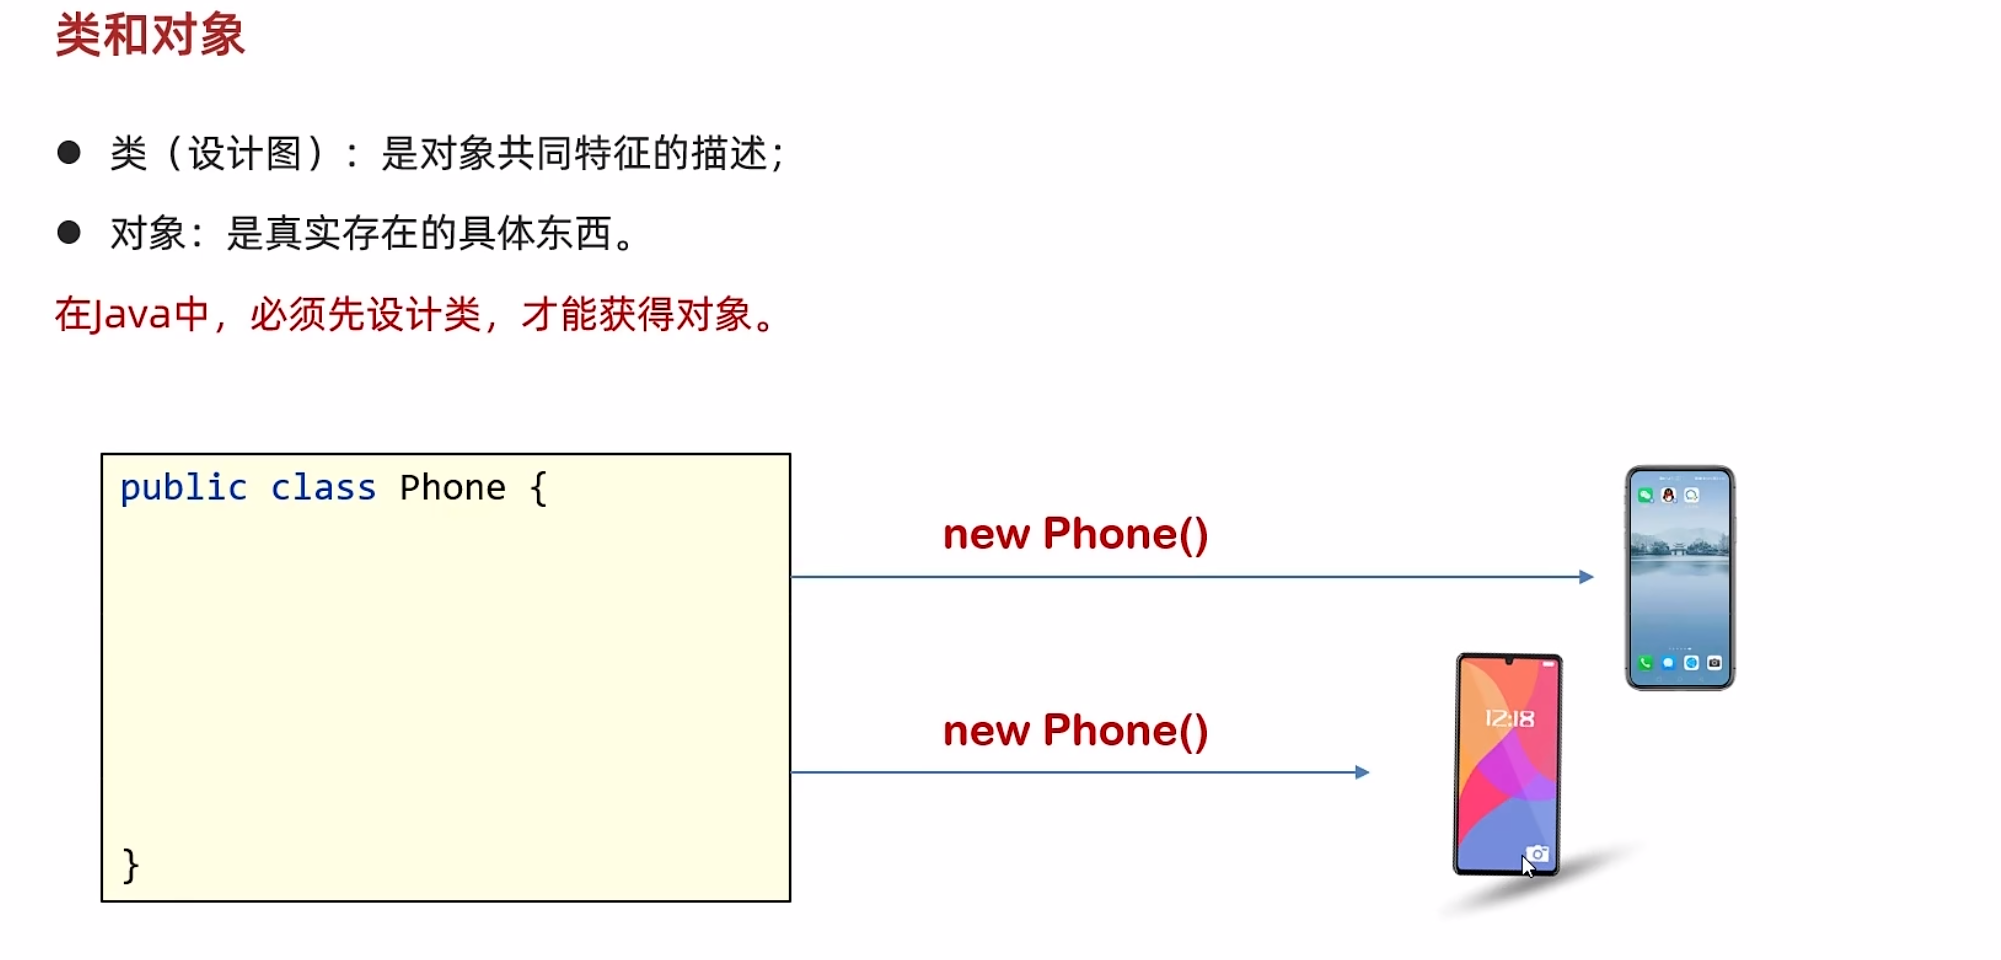 类和对象
● 类（设计图）：是对象共同特征的描述；
● 对象：是真实存在的具体东西。
在Java中，必须先设计类，才能获得对象。
public class Phone {
new Phone()
new Phone()
12:18
}